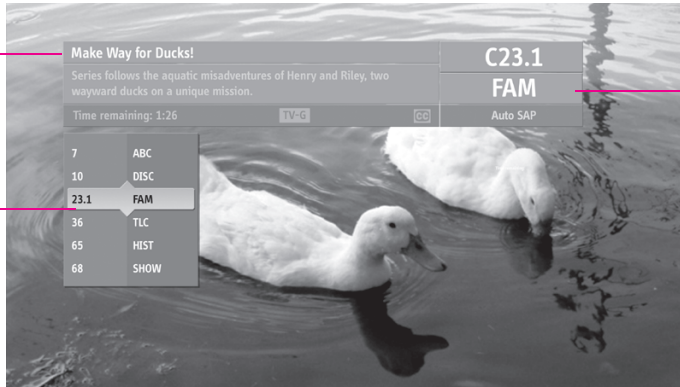 Make Way for Ducks!
Series follows the aquatic misadventures of Henry and Riley, two
wayward ducks on a unique mission.
Time remaining: 1:26 TV-G CC
C23.1
FAM
Auto SAP
7 ABC
10 DISC
23.1 FAM
36 TLC
65 HIST
68 SHOW